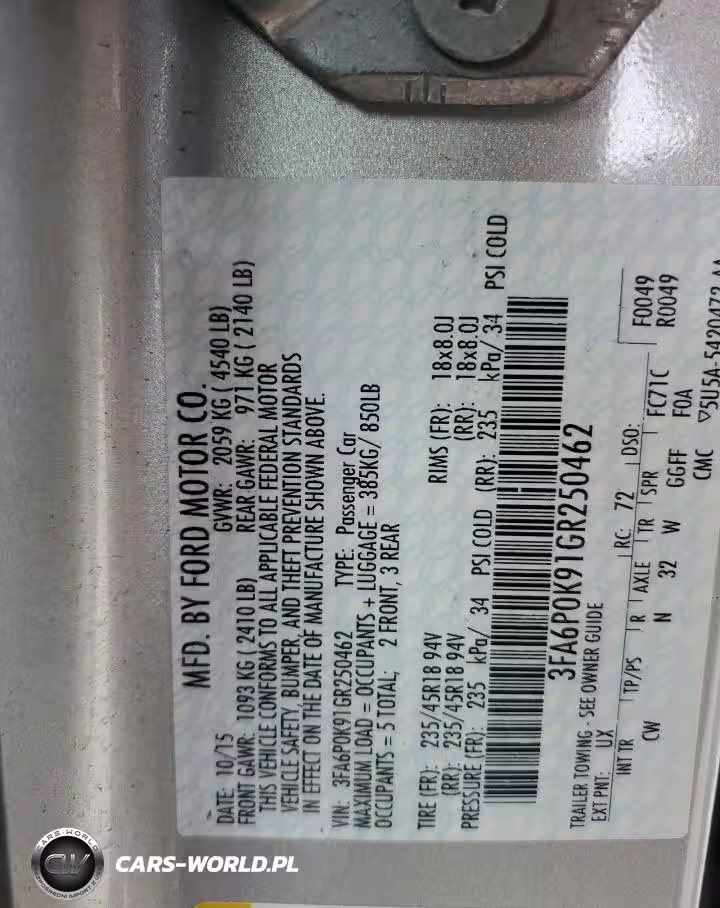 MFD. BY FORD MOTOR CO.
DATE: 10/15 GVWR: 2059 KG ( 4540 LB)
FRONT GAWR: 1093 KG ( 2410 LB) REAR GAWR: 971 KG ( 2140 LB)
THIS VEHICLE CONFORMS TO ALL APPLICABLE FEDERAL MOTOR
VEHICLE SAFETY, BUMPER, AND THEFT PREVENTION STANDARDS
IN EFFECT ON THE DATE OF MANUFACTURE SHOWN ABOVE.
VIN: 3FA6P0K91GR250462 TYPE: Passenger Car
MAXIMUM LOAD = OCCUPANTS + LUGGAGE = 385KG/ 850LB
OCCUPANTS = 5 TOTAL; 2 FRONT, 3 REAR
TIRE (FR): 235/45R18 94V RIMS (FR): 18x8.0J
(RR): 235/45R18 94V (RR): 18x8.0J
PRESSURE (FR): 235 kPa/ 34 PSI COLD (RR): 235 kPa/ 34 PSI COLD
3FA6P0K91GR250462
TRAILER TOWING - SEE OWNER GUIDE
EXT PNT: UX RC: 72 DSO: F0049
R0049
INT TR TP/PS R AXLE TR SPR FC71C
CW N 32 W GGFF F0A
CMC
▽5U5A-5420472-AA
CARS-WORLD
CW
CARS-WORLD.PL